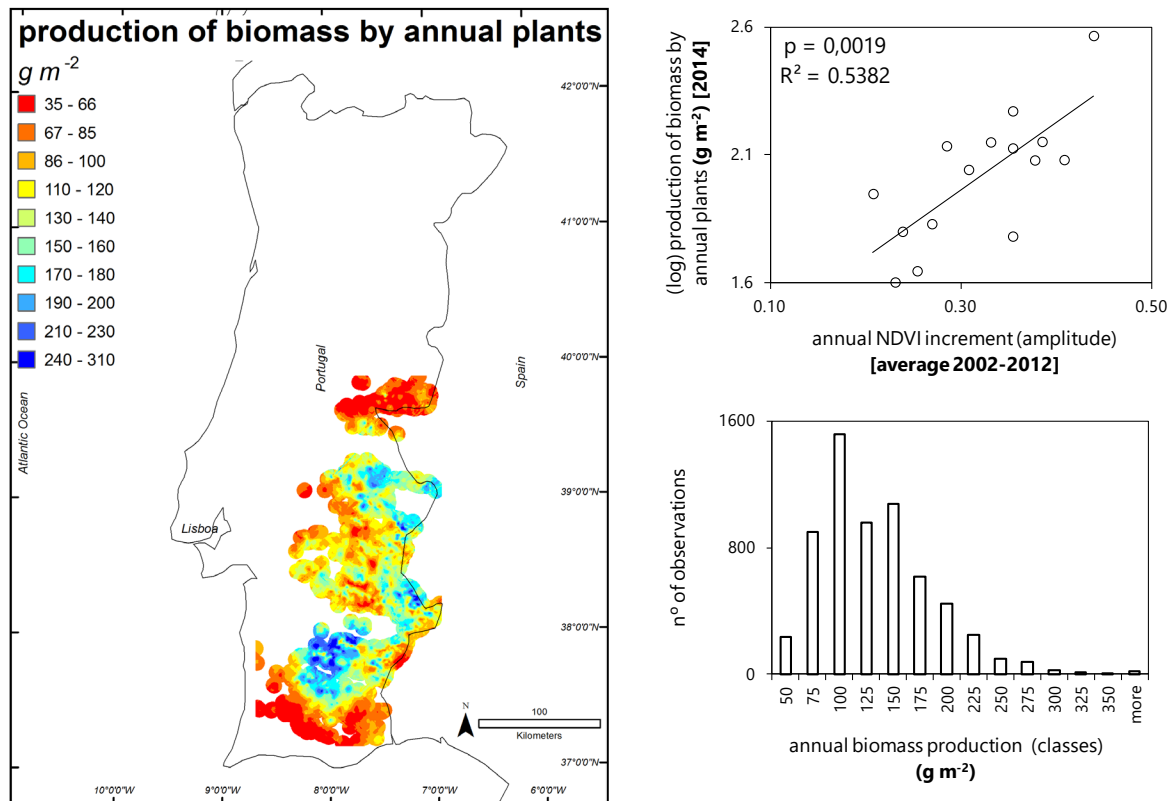 production of biomass by annual plants
g m-2
35 - 66
67 - 85
86 - 100
110 - 120
130 - 140
150 - 160
170 - 180
190 - 200
210 - 230
240 - 310
42°0'0"N
41°0'0"N
40°0'0"N
39°0'0"N
38°0'0"N
37°0'0"N
Portugal
Spain
Atlantic Ocean
Lisboa
N
100
Kilometers
10°0'0"W
9°0'0"W
8°0'0"W
7°0'0"W
6°0'0"W
(log) production of biomass by
annual plants (g m-2) [2014]
2.6
2.1
1.6
p = 0,0019
R² = 0.5382
0.10
0.30
0.50
annual NDVI increment (amplitude)
[average 2002-2012]
nº of observations
1600
800
0
50
75
100
125
150
175
200
225
250
275
300
325
350
more
annual biomass production (classes)
(g m-2)